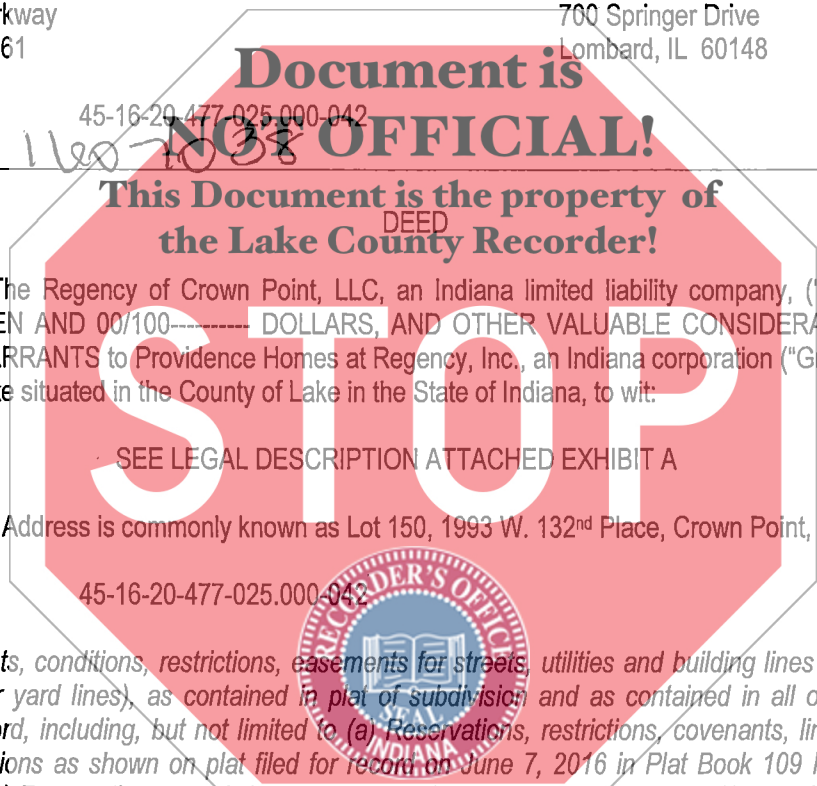 rkway 700 Springer Drive
61 Lombard, IL 60148
Document is
45-16-20-477-025.000-042
NOT OFFICIAL!
This Document is the property of
DEED
the Lake County Recorder!
The Regency of Crown Point, LLC, an Indiana limited liability company, ("
EN AND 00/100---------- DOLLARS, AND OTHER VALUABLE CONSIDERA
RRANTS to Providence Homes at Regency, Inc., an Indiana corporation ("G
e situated in the County of Lake in the State of Indiana, to wit:
STOP
SEE LEGAL DESCRIPTION ATTACHED EXHIBIT A
Address is commonly known as Lot 150, 1993 W. 132nd Place, Crown Point,
45-16-20-477-025.000-042
RECORDER'S OFFICE
ts, conditions, restrictions, easements for streets, utilities and building lines
r yard lines), as contained in plat of subdivision and as contained in all o
SEAL
rd, including, but not limited to (a) Reservations, restrictions, covenants, lim
INDIANA
ions as shown on plat filed for record on June 7, 2016 in Plat Book 109